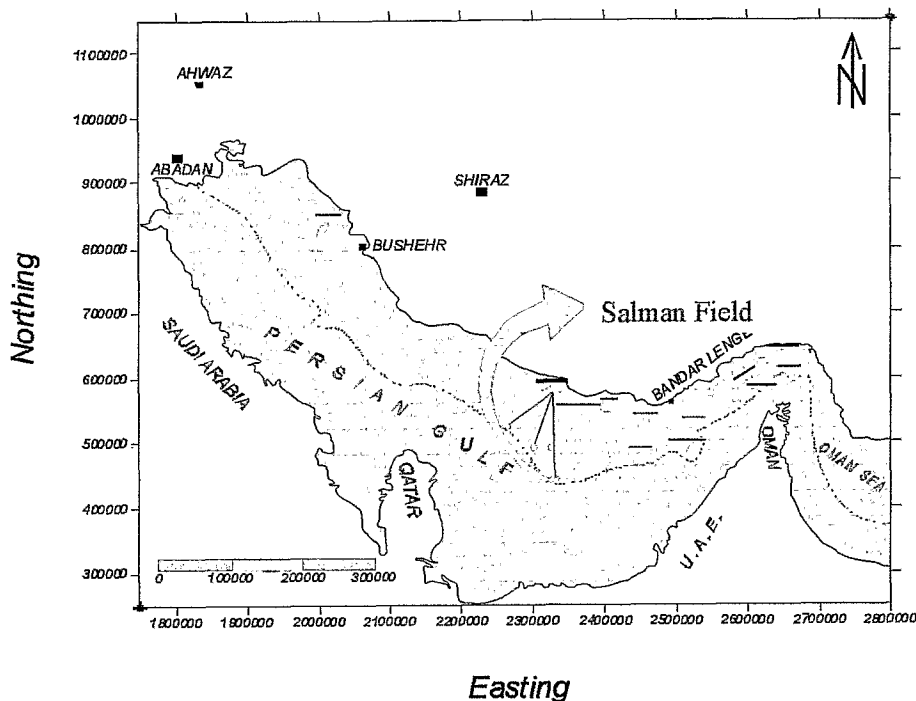 1100000
1000000
900000
800000
700000
600000
500000
400000
300000
Northing
AHWAZ
ABADAN
SHIRAZ
BUSHEHR
N
Salman Field
BANDAR LENGE
SAUDI ARABIA
PERSIAN GULF
QATAR
OMAN
OMAN SEA
U.A.E.
0 100000 200000 300000
1800000 1900000 2000000 2100000 2200000 2300000 2400000 2500000 2600000 2700000 2800000
Easting